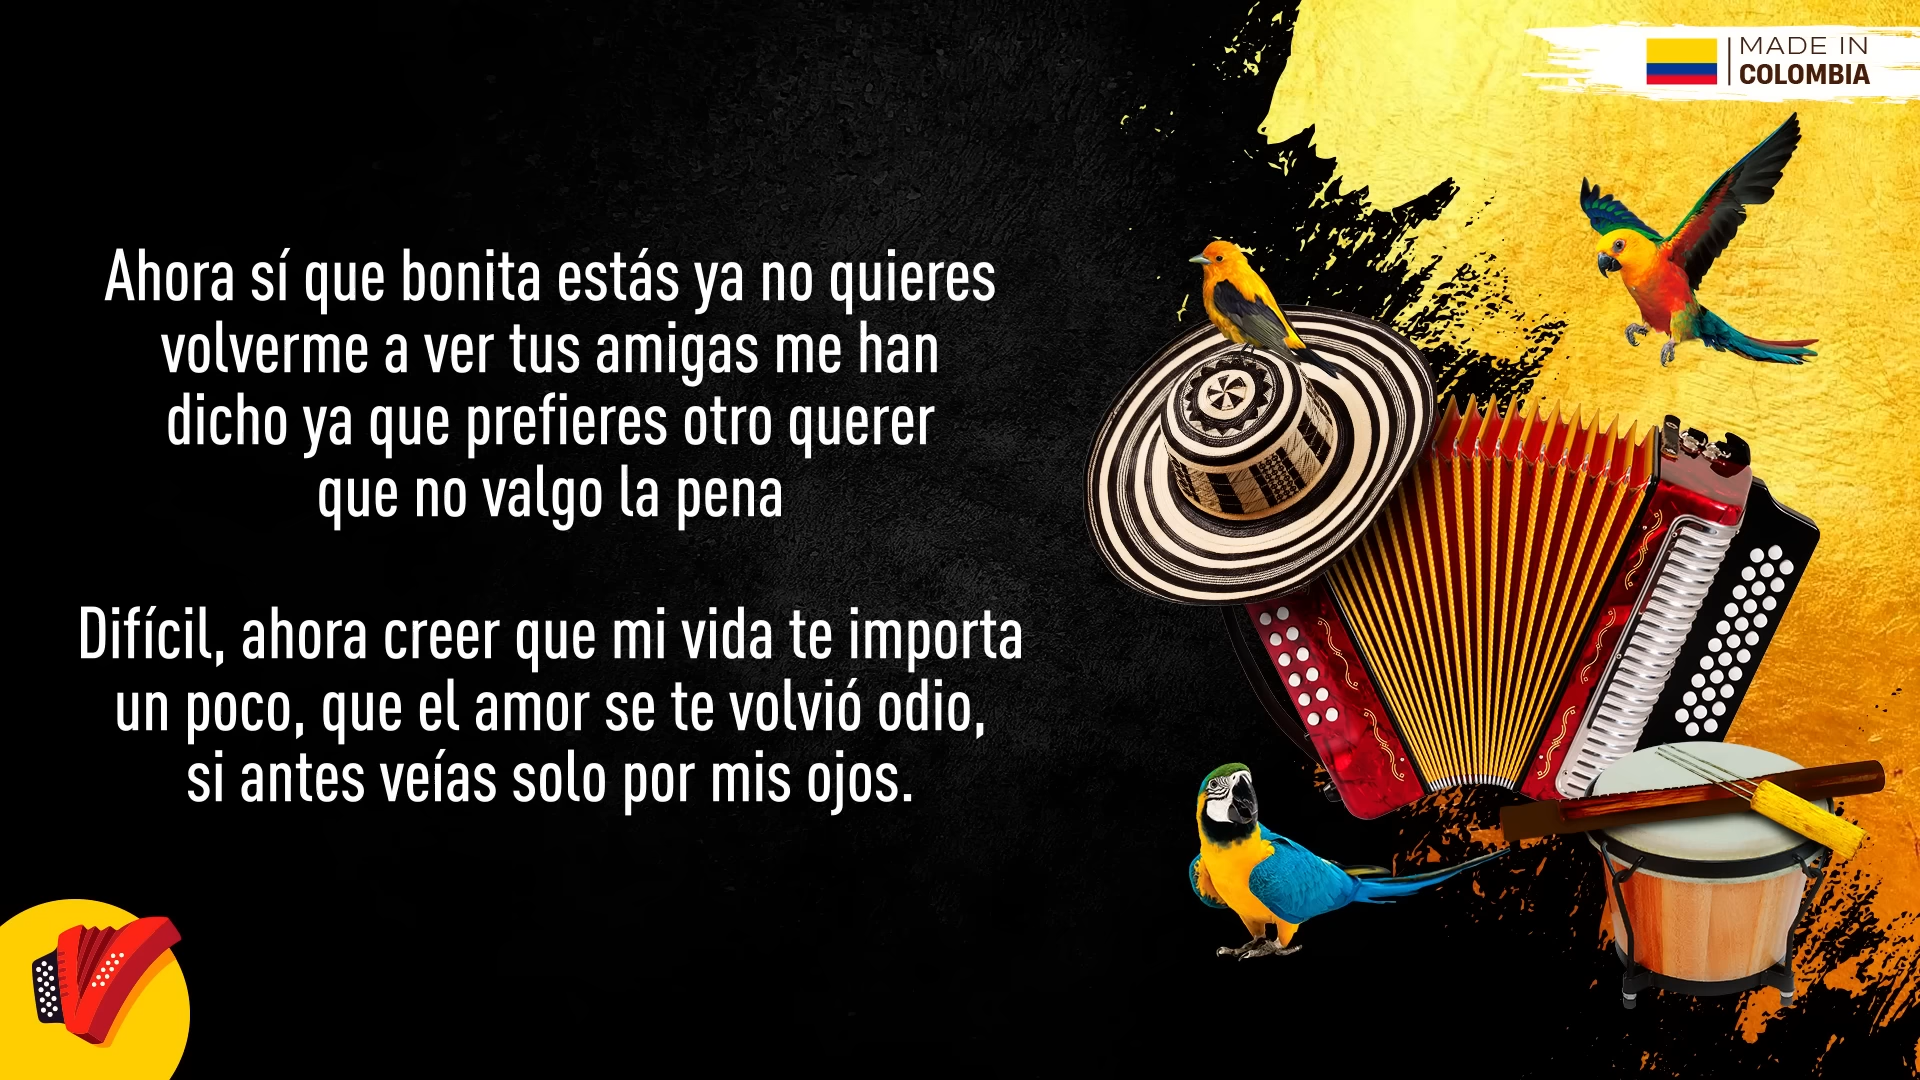 MADE IN
COLOMBIA
Ahora sí que bonita estás ya no quieres
volverme a ver tus amigas me han
dicho ya que prefieres otro querer
que no valgo la pena
Difícil, ahora creer que mi vida te importa
un poco, que el amor se te volvió odio,
si antes veías solo por mis ojos.